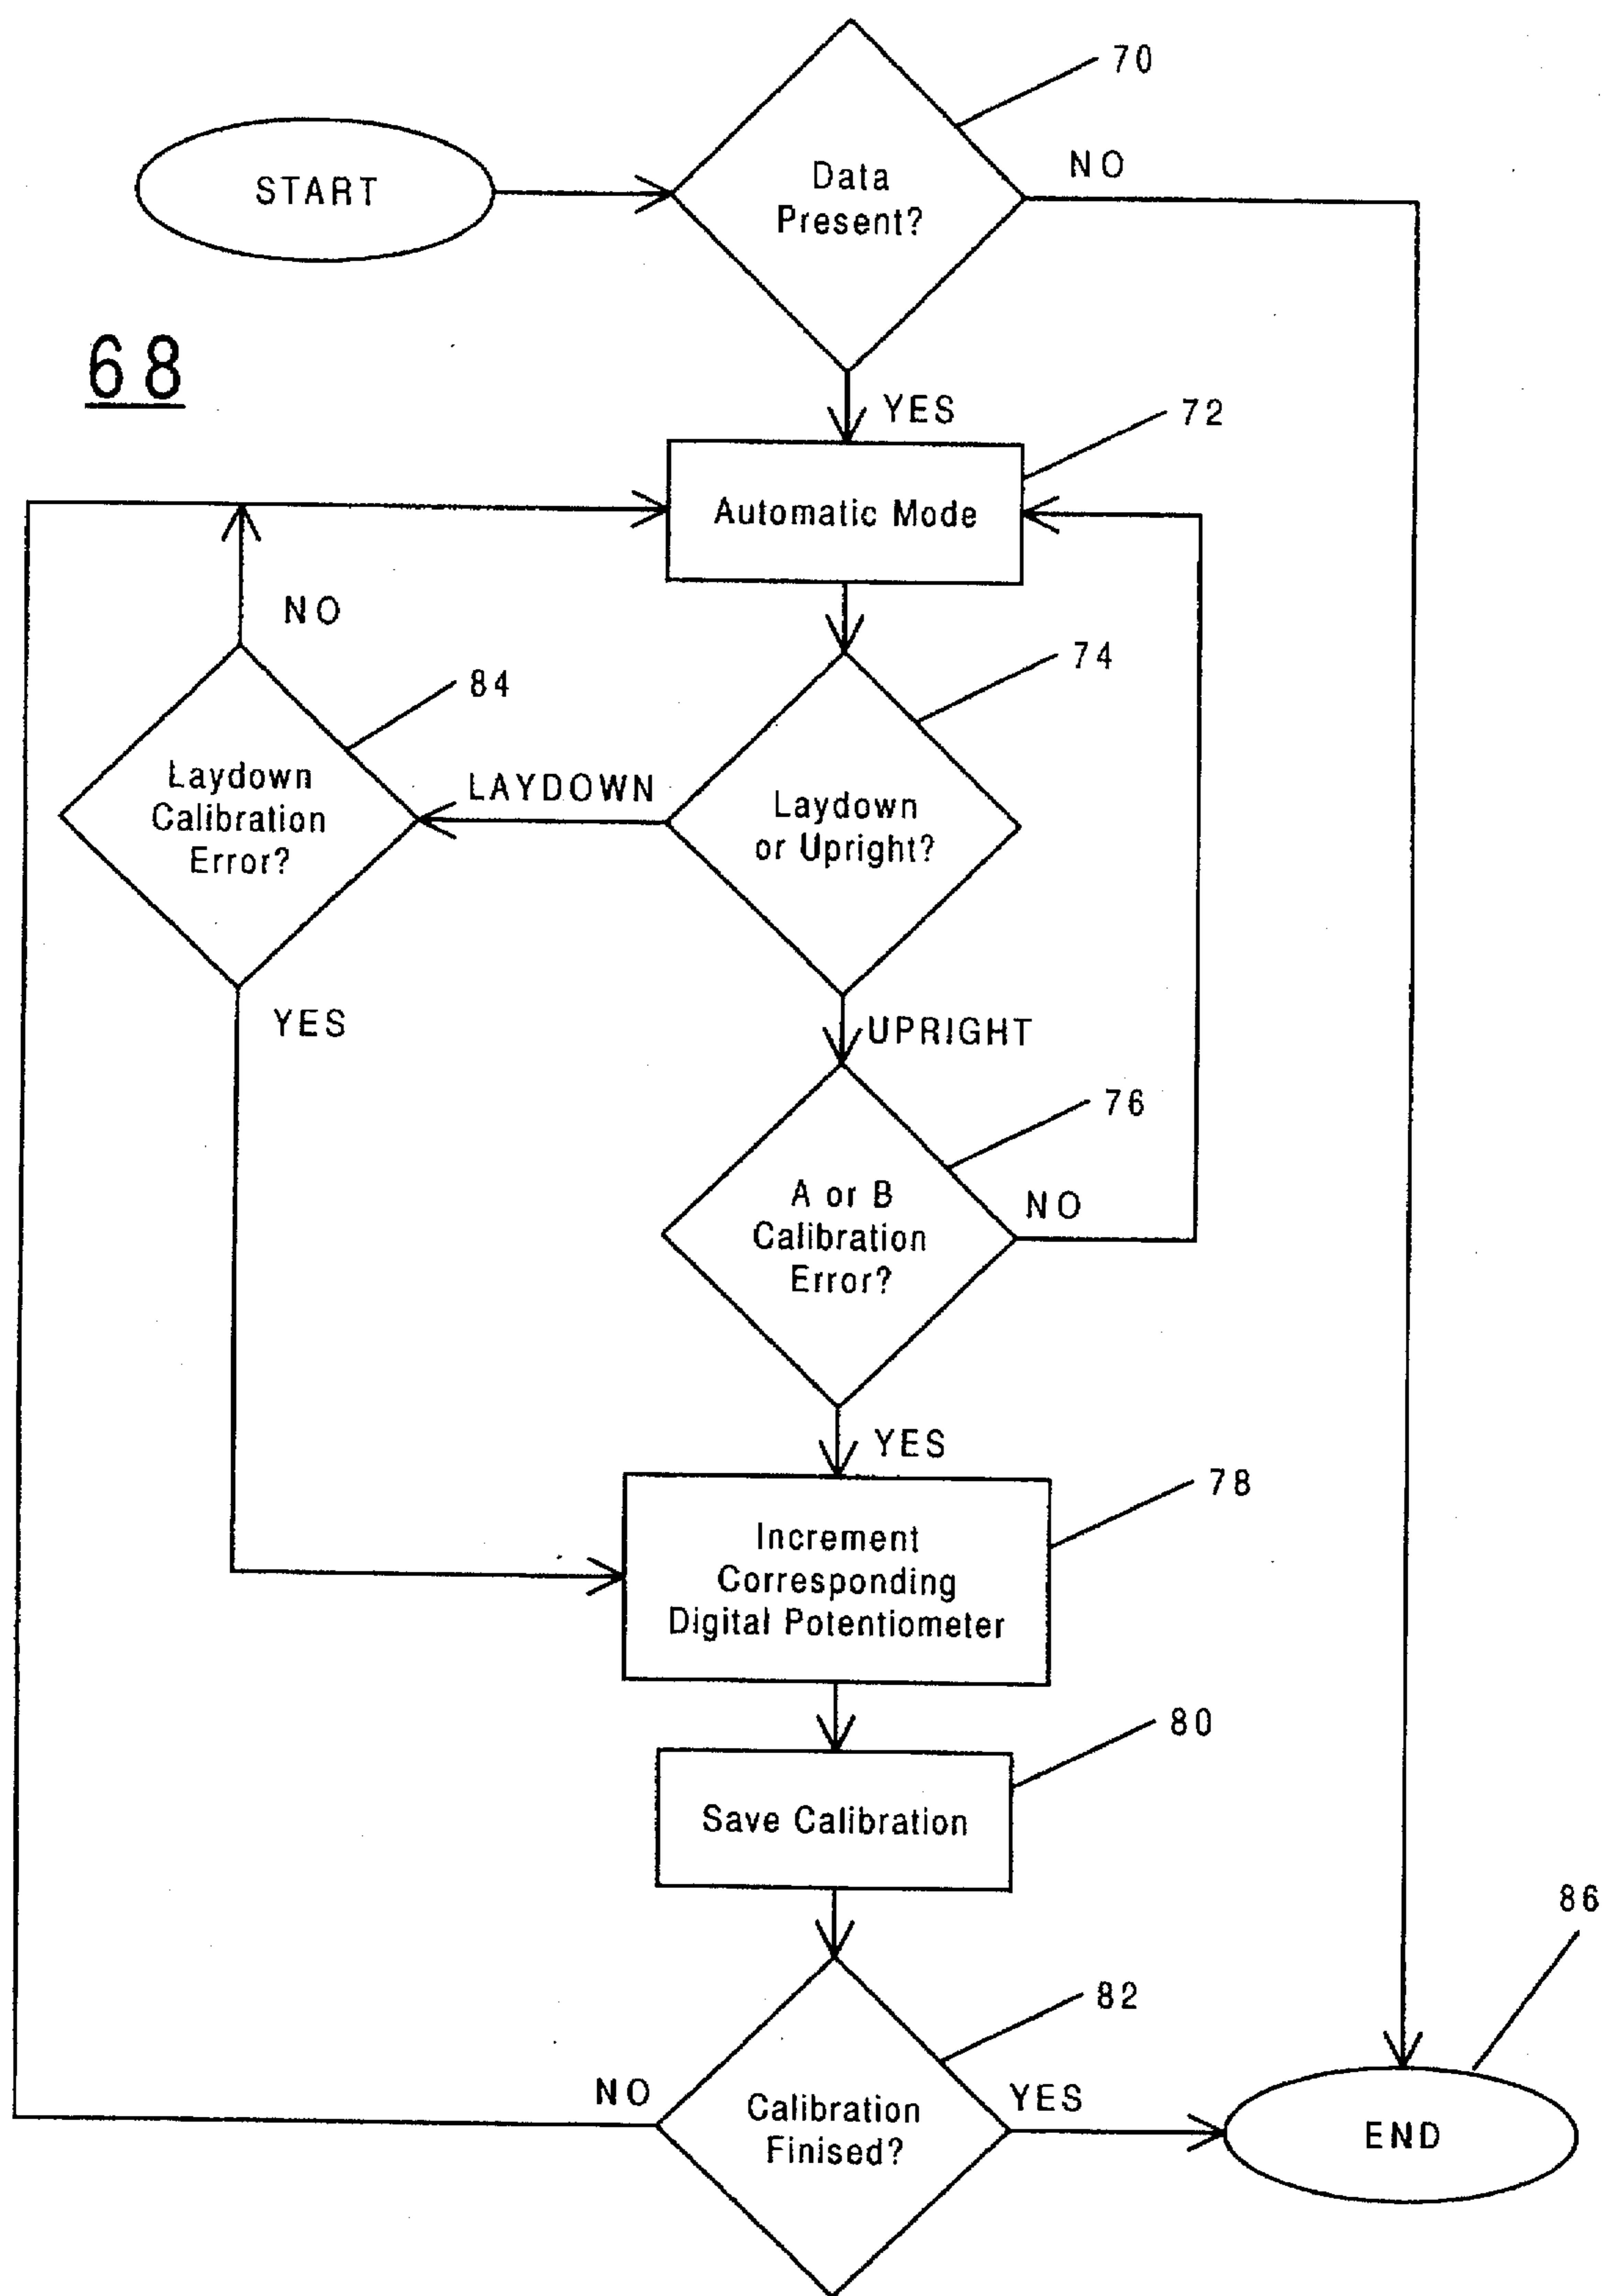 70
START
Data
Present?
NO
68
YES
72
Automatic Mode
NO
74
84
Laydown
Calibration
Error?
LAYDOWN
Laydown
or Upright?
YES
UPRIGHT
76
A or B
Calibration
Error?
NO
YES
78
Increment
Corresponding
Digital Potentiometer
80
Save Calibration
86
82
NO
Calibration
Finised?
YES
END